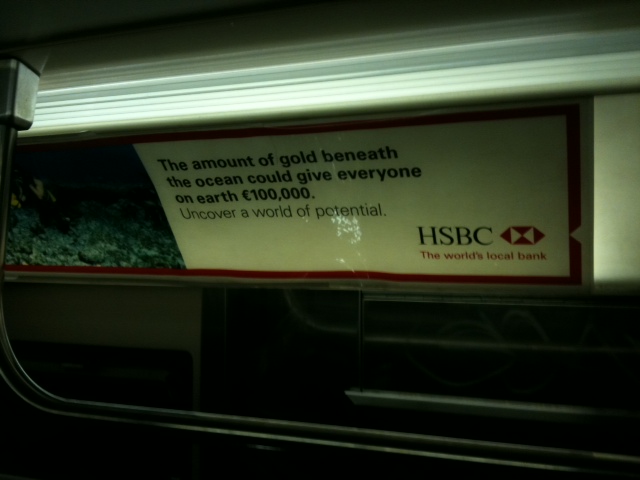 The amount of gold beneath
the ocean could give everyone
on earth €100,000.
Uncover a world of potential.
HSBC
The world's local bank